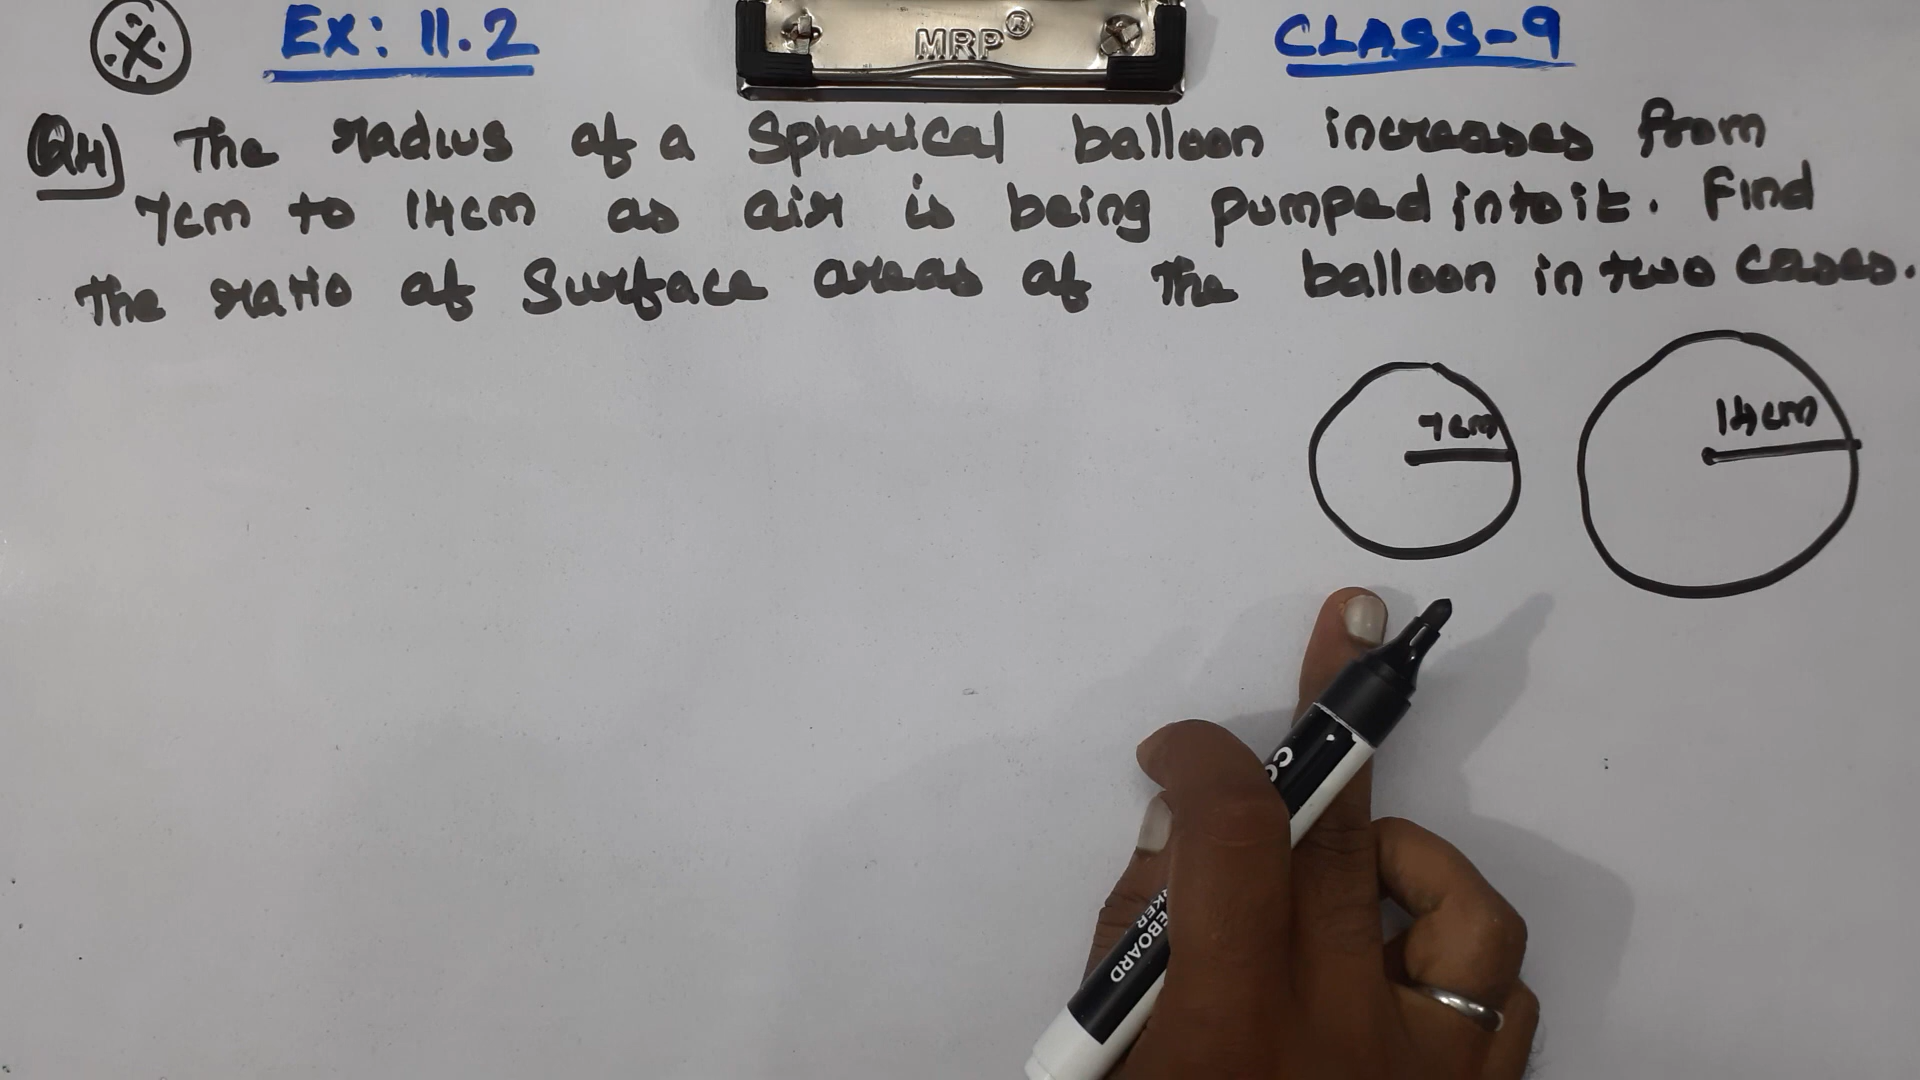 Ex: 11.2
MRP®
CLASS-9
Q4) The radius of a Spherical balloon increases from
7cm to 14cm as air is being pumped into it. Find
The ratio of Surface areas of The balloon in two cases.
7cm
14cm